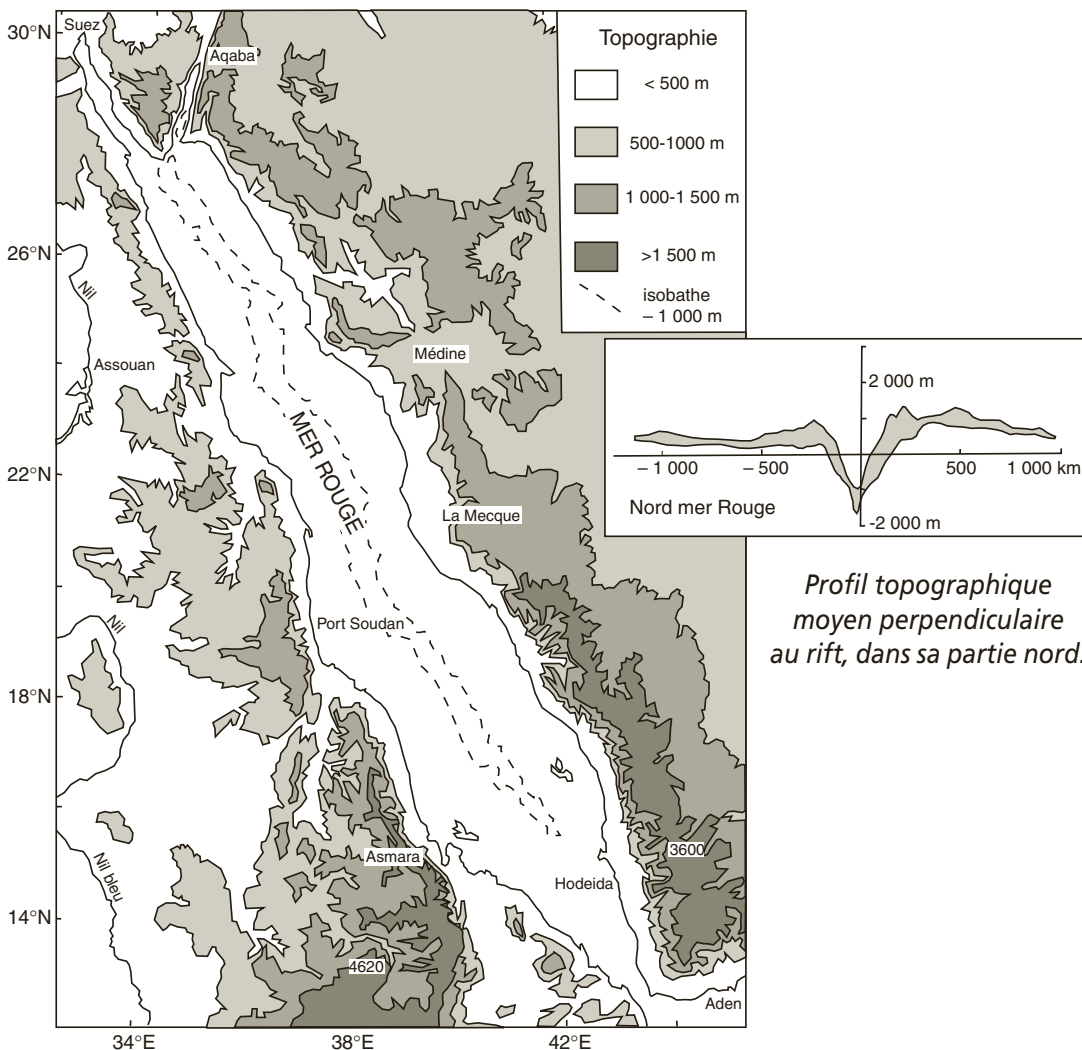 30°N
Suez
Aqaba
Topographie
< 500 m
500-1000 m
1 000-1 500 m
>1 500 m
isobathe
– 1 000 m
26°N
Nil
Assouan
Médine
MER ROUGE
22°N
La Mecque
2 000 m
– 1 000
– 500
500
1 000 km
Nord mer Rouge
-2 000 m
Profil topographique
moyen perpendiculaire
au rift, dans sa partie nord.
Nil
Port Soudan
18°N
Asmara
3600
Nil bleu
Hodeida
14°N
4620
Aden
34°E
38°E
42°E